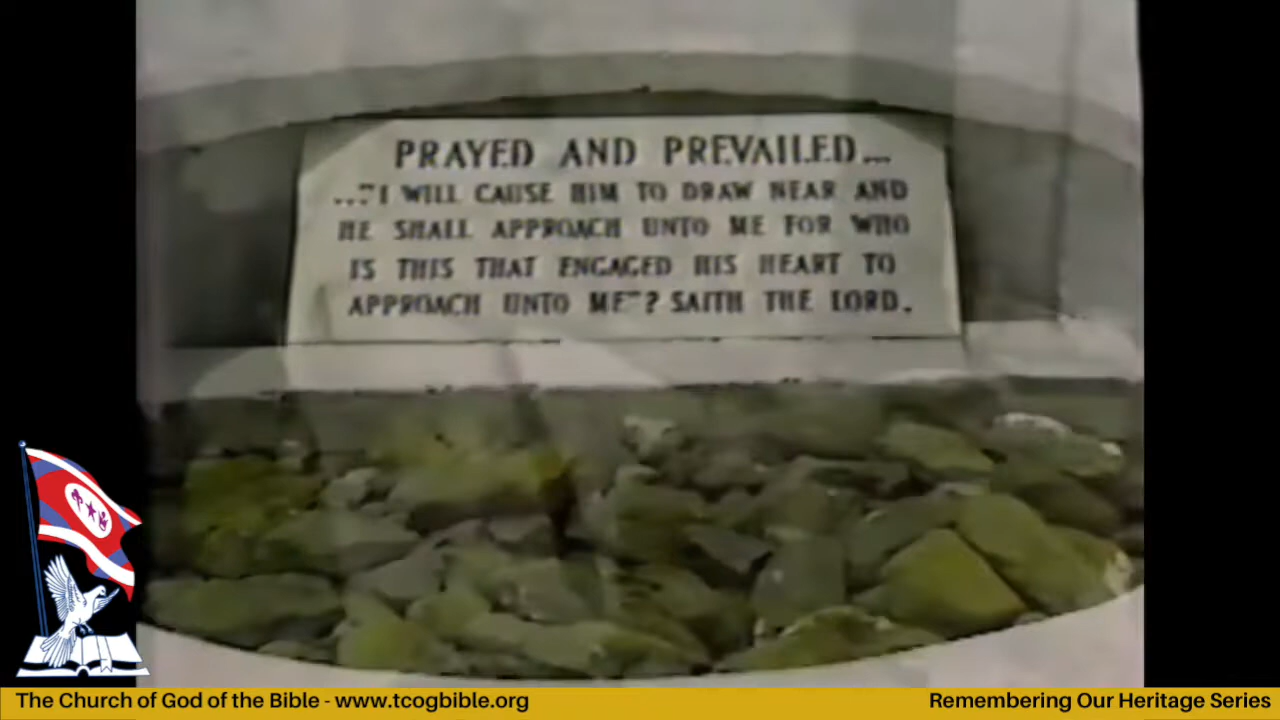 PRAYED AND PREVAILED...
..."I WILL CAUSE HIM TO DRAW NEAR AND
HE SHALL APPROACH UNTO ME FOR WHO
IS THIS THAT ENGAGED HIS HEART TO
APPROACH UNTO ME"? SAITH THE LORD.
The Church of God of the Bible - www.tcogbible.org
Remembering Our Heritage Series